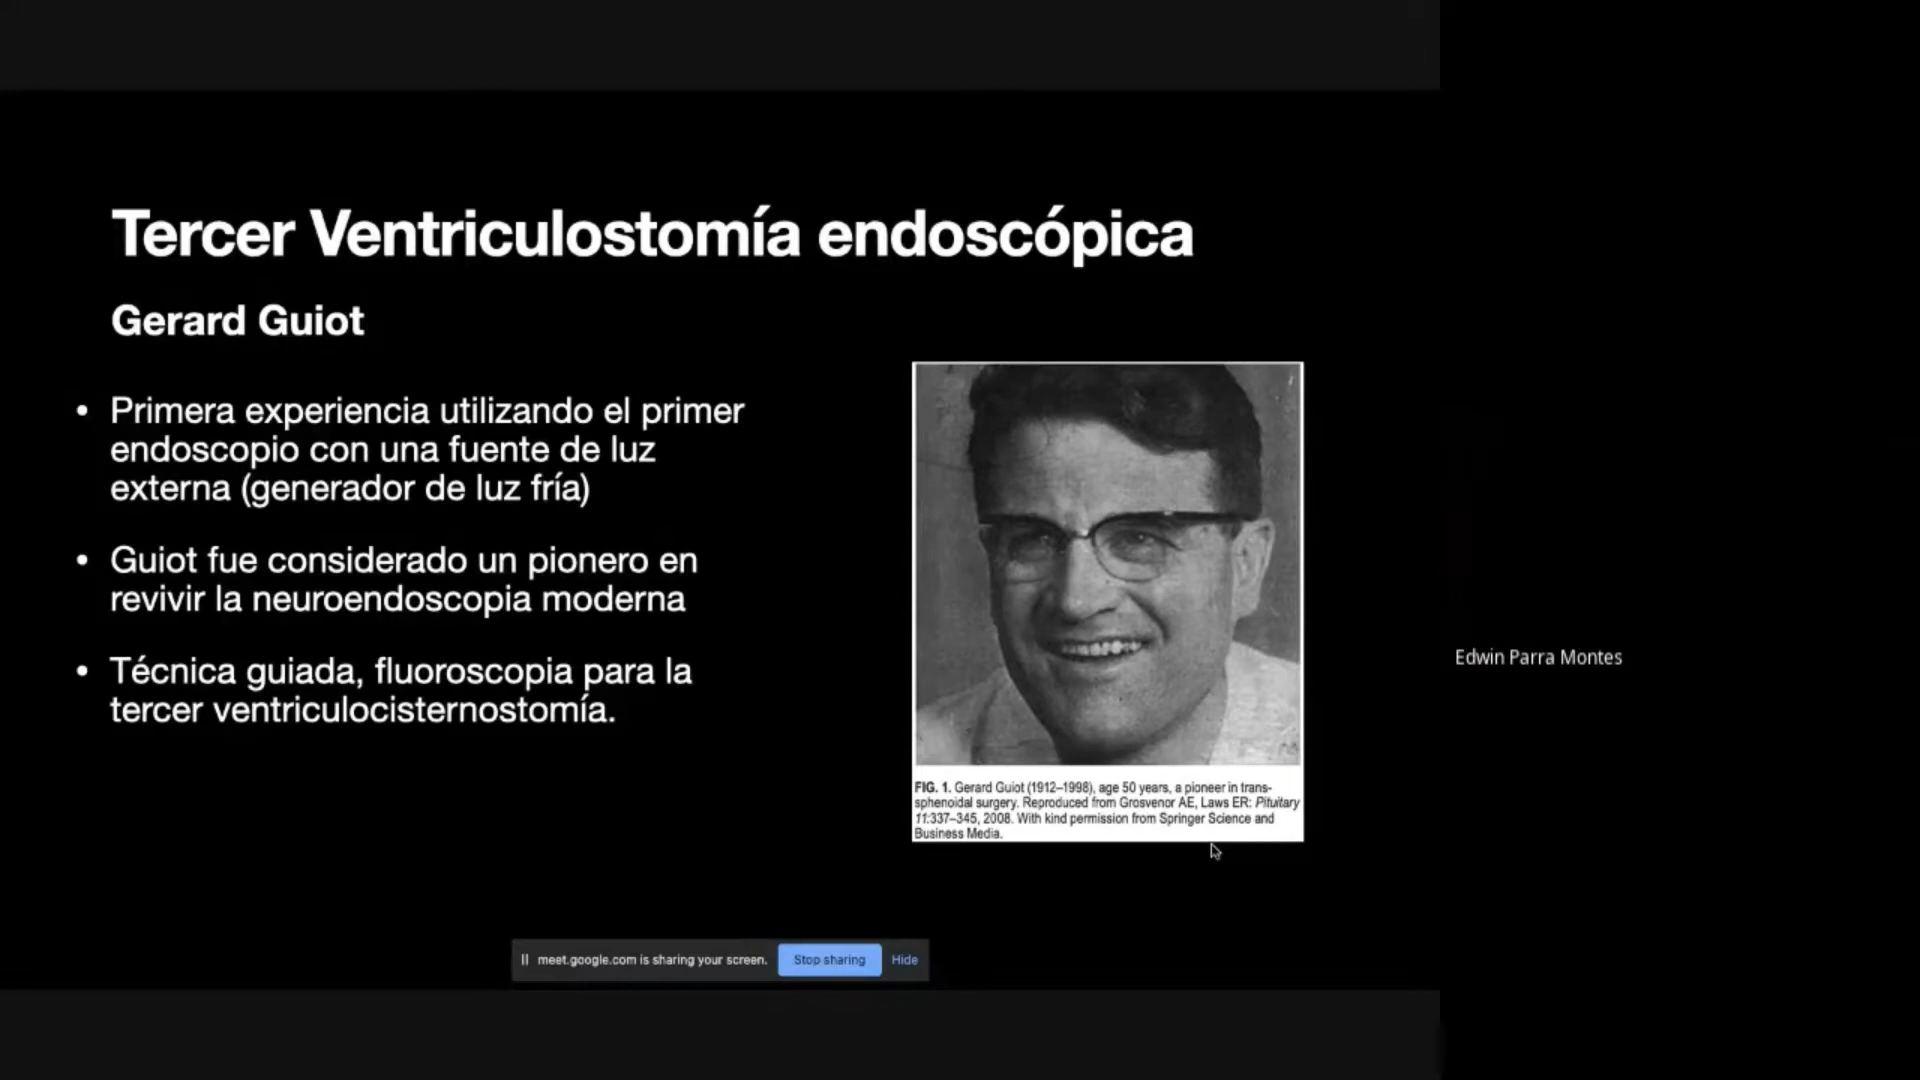 Tercer Ventriculostomía endoscópica
Gerard Guiot
• Primera experiencia utilizando el primer
endoscopio con una fuente de luz
externa (generador de luz fría)
• Guiot fue considerado un pionero en
revivir la neuroendoscopia moderna
• Técnica guiada, fluoroscopia para la
tercer ventriculocisternostomía.
FIG. 1. Gerard Guiot (1912–1998), age 50 years, a pioneer in trans-
sphenoidal surgery. Reproduced from Grosvenor AE, Laws ER: Pituitary
11:337–345, 2008. With kind permission from Springer Science and
Business Media.
Edwin Parra Montes
meet.google.com is sharing your screen. Stop sharing Hide